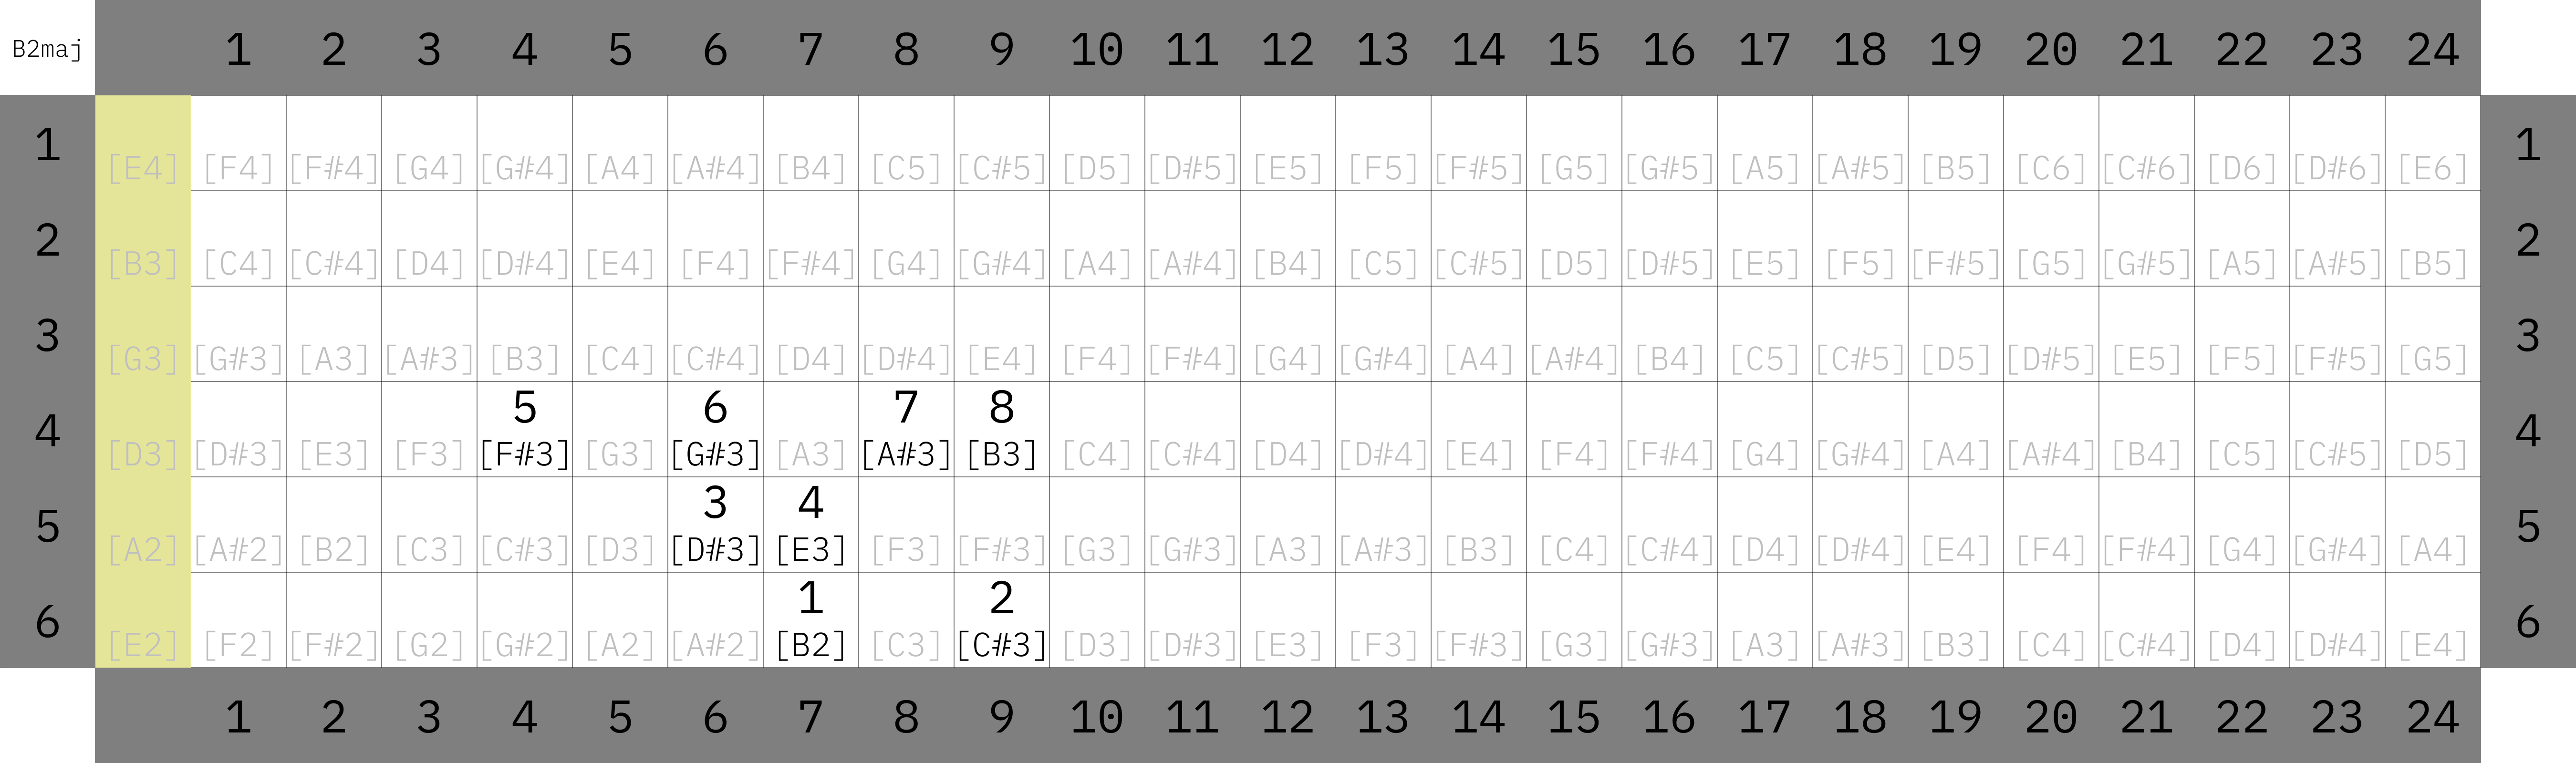 B2maj 1 2 3 4 5 6 7 8 9 10 11 12 13 14 15 16 17 18 19 20 21 22 23 24
1 [E4] [F4] [F#4] [G4] [G#4] [A4] [A#4] [B4] [C5] [C#5] [D5] [D#5] [E5] [F5] [F#5] [G5] [G#5] [A5] [A#5] [B5] [C6] [C#6] [D6] [D#6] [E6] 1
2 [B3] [C4] [C#4] [D4] [D#4] [E4] [F4] [F#4] [G4] [G#4] [A4] [A#4] [B4] [C5] [C#5] [D5] [D#5] [E5] [F5] [F#5] [G5] [G#5] [A5] [A#5] [B5] 2
3 [G3] [G#3] [A3] [A#3] [B3] [C4] [C#4] [D4] [D#4] [E4] [F4] [F#4] [G4] [G#4] [A4] [A#4] [B4] [C5] [C#5] [D5] [D#5] [E5] [F5] [F#5] [G5] 3
5 6 7 8
4 [D3] [D#3] [E3] [F3] [F#3] [G3] [G#3] [A3] [A#3] [B3] [C4] [C#4] [D4] [D#4] [E4] [F4] [F#4] [G4] [G#4] [A4] [A#4] [B4] [C5] [C#5] [D5] 4
3 4
5 [A2] [A#2] [B2] [C3] [C#3] [D3] [D#3] [E3] [F3] [F#3] [G3] [G#3] [A3] [A#3] [B3] [C4] [C#4] [D4] [D#4] [E4] [F4] [F#4] [G4] [G#4] [A4] 5
1 2
6 [E2] [F2] [F#2] [G2] [G#2] [A2] [A#2] [B2] [C3] [C#3] [D3] [D#3] [E3] [F3] [F#3] [G3] [G#3] [A3] [A#3] [B3] [C4] [C#4] [D4] [D#4] [E4] 6
1 2 3 4 5 6 7 8 9 10 11 12 13 14 15 16 17 18 19 20 21 22 23 24